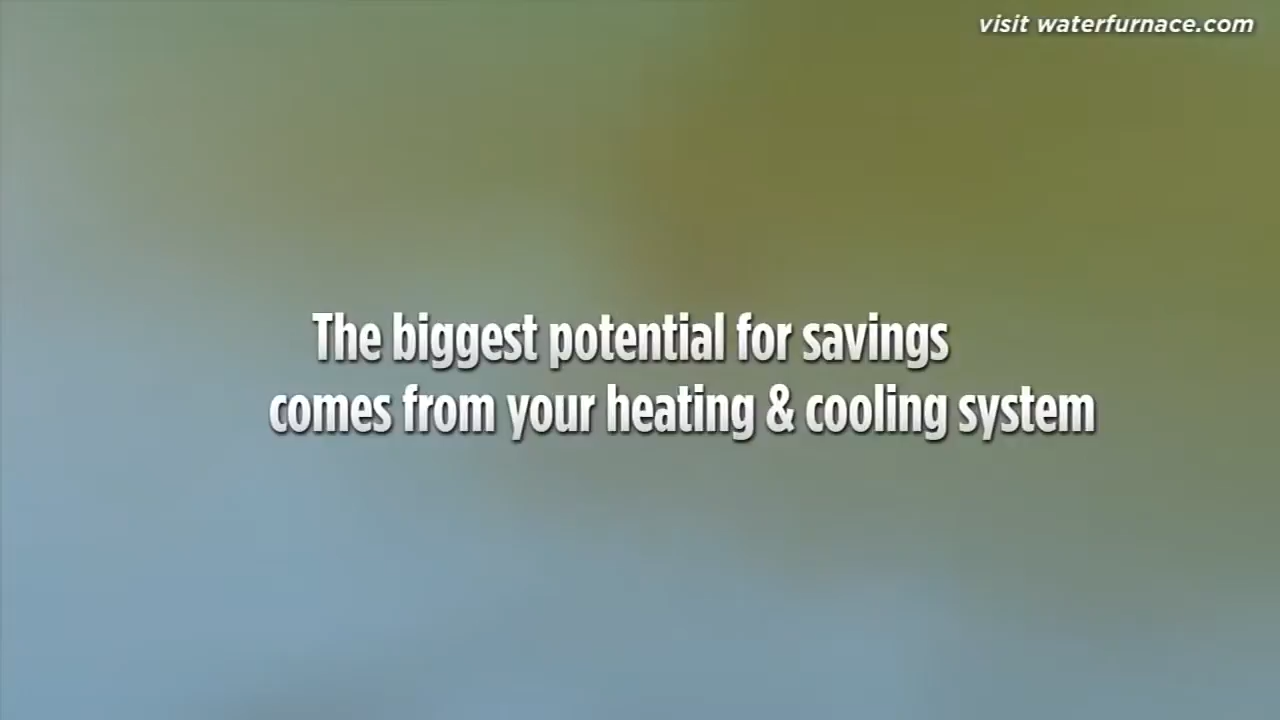 visit waterfurnace.com
The biggest potential for savings
comes from your heating & cooling system